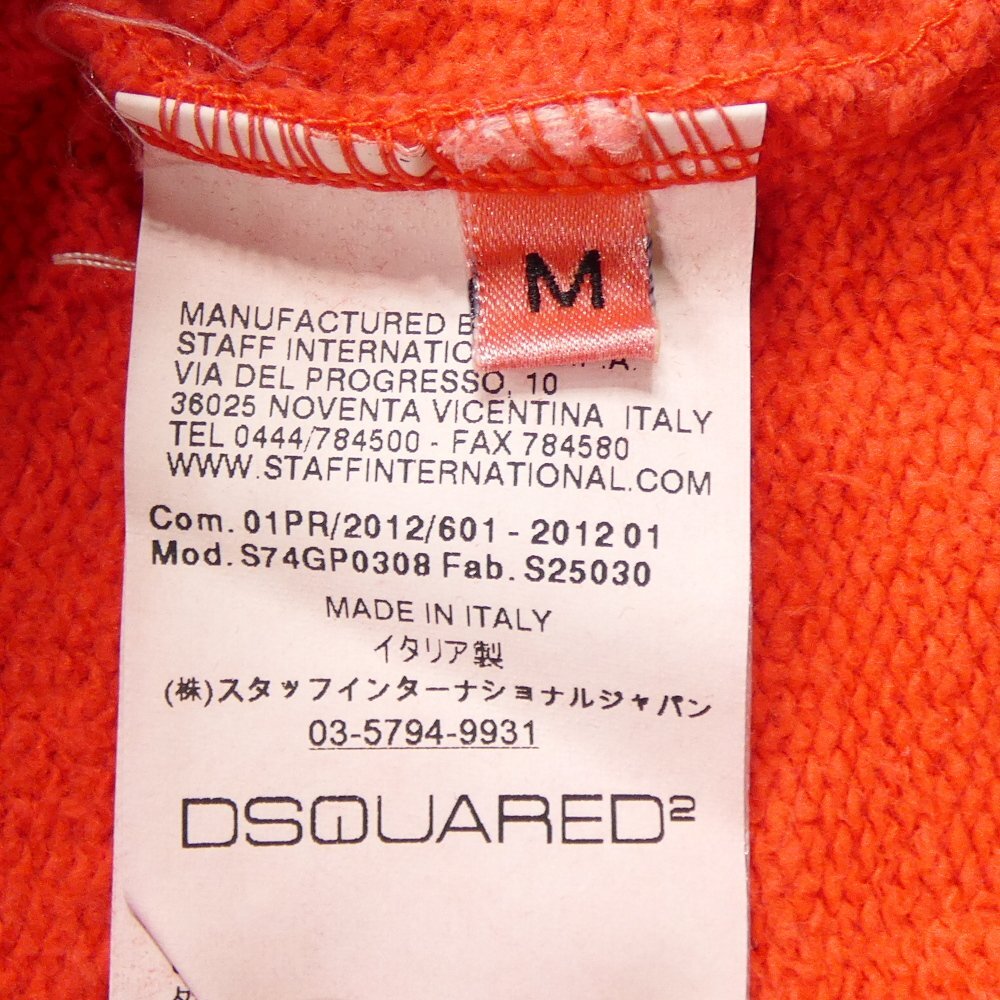 M
MANUFACTURED B
STAFF INTERNATIO .A.
VIA DEL PROGRESSO, 10
36025 NOVENTA VICENTINA ITALY
TEL 0444/784500 - FAX 784580
WWW.STAFFINTERNATIONAL.COM
Com. 01PR/2012/601 - 2012 01
Mod. S74GP0308 Fab. S25030
MADE IN ITALY
イタリア製
(株)スタッフインターナショナルジャパン
03-5794-9931
DSQUARED²